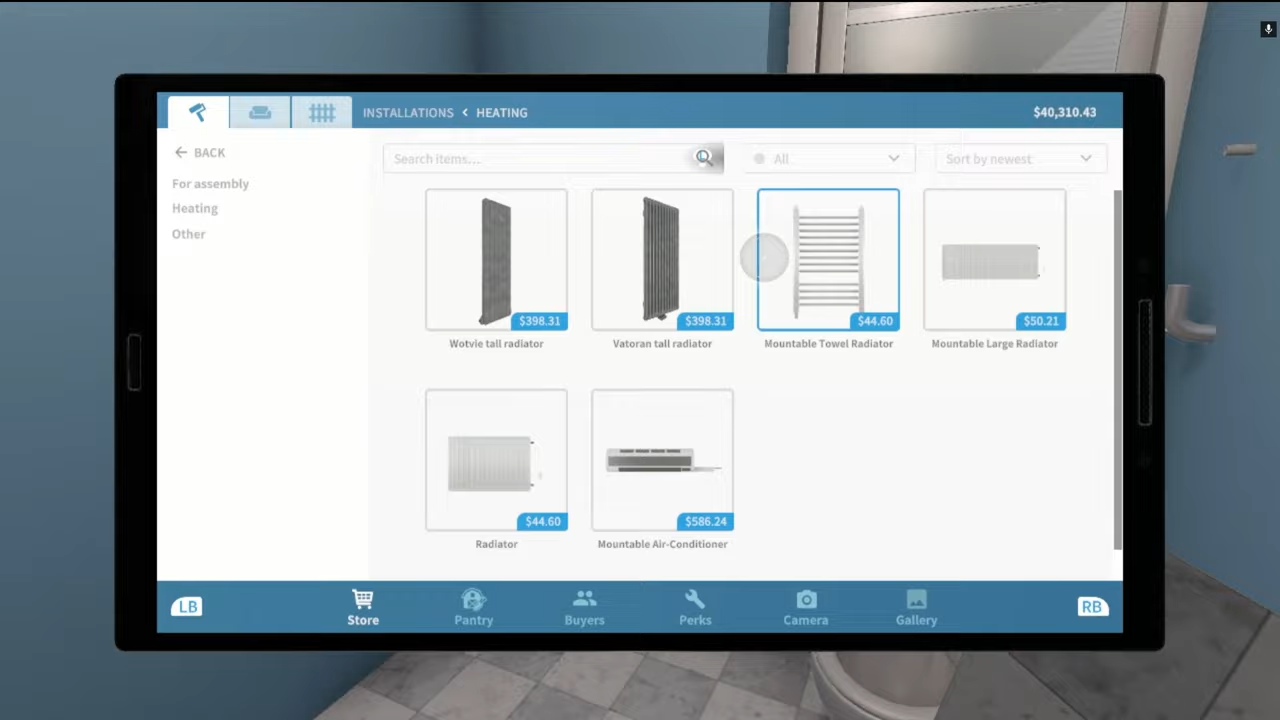 INSTALLATIONS < HEATING
$40,310.43
BACK
For assembly
Heating
Other
Search items...
All
Sort by newest
$398.31
$398.31
$44.60
$50.21
Wotvie tall radiator
Vatoran tall radiator
Mountable Towel Radiator
Mountable Large Radiator
$44.60
$586.24
Radiator
Mountable Air-Conditioner
LB
Store
Pantry
Buyers
Perks
Camera
Gallery
RB